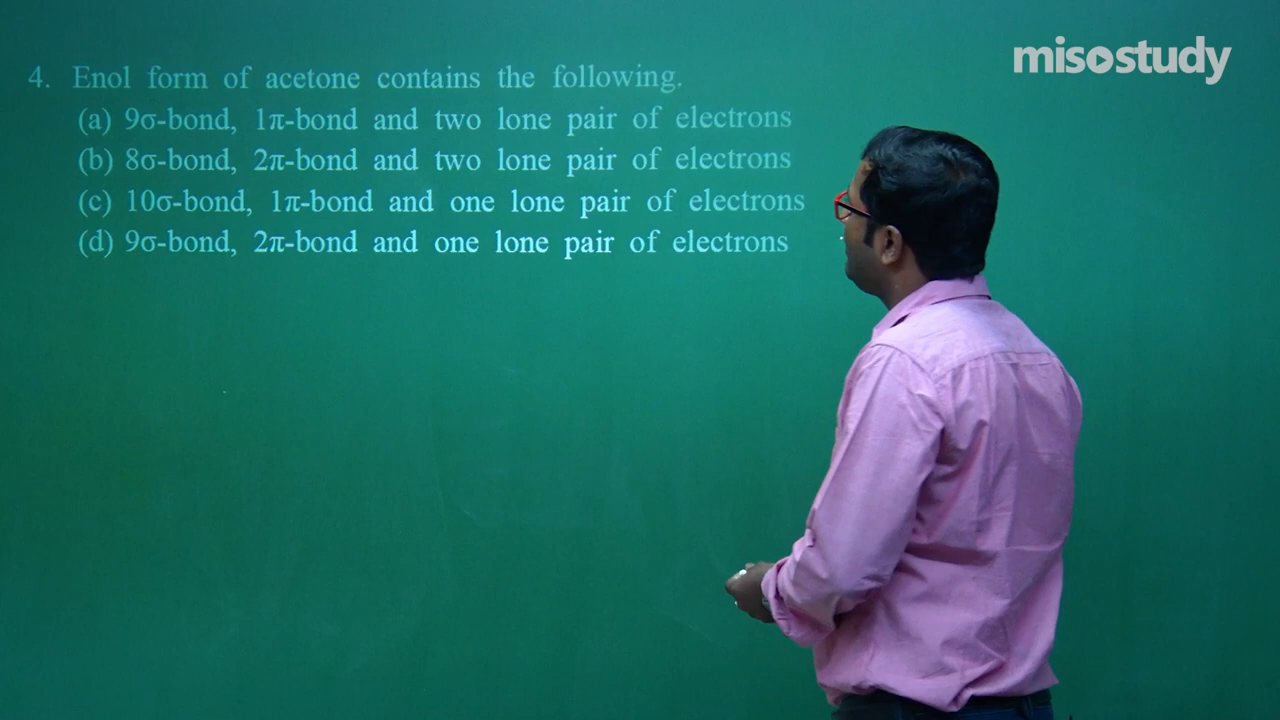 misostudy
4. Enol form of acetone contains the following.
(a) 9σ-bond, 1π-bond and two lone pair of electrons
(b) 8σ-bond, 2π-bond and two lone pair of electrons
(c) 10σ-bond, 1π-bond and one lone pair of electrons
(d) 9σ-bond, 2π-bond and one lone pair of electrons